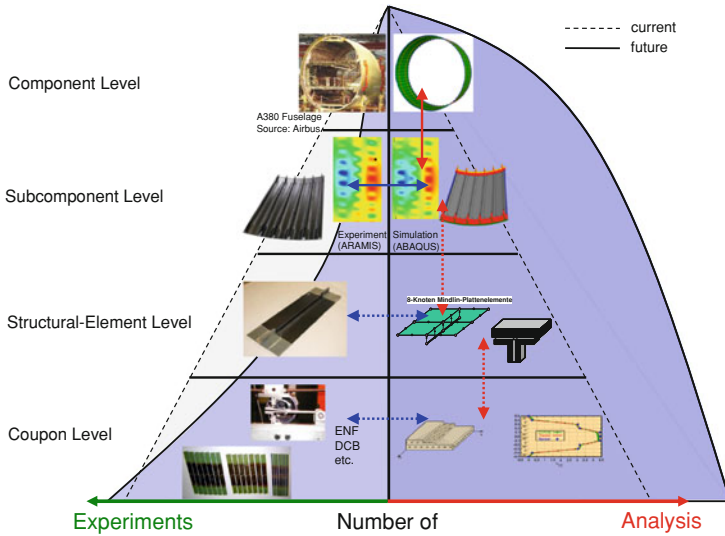 current
future
Component Level
A380 Fuselage
Source: Airbus
Subcomponent Level
Experiment
(ARAMIS)
Simulation
(ABAQUS)
8-Knoten Mindlin-Plattenelemente
Structural-Element Level
Coupon Level
ENF
DCB
etc.
Experiments
Number of
Analysis